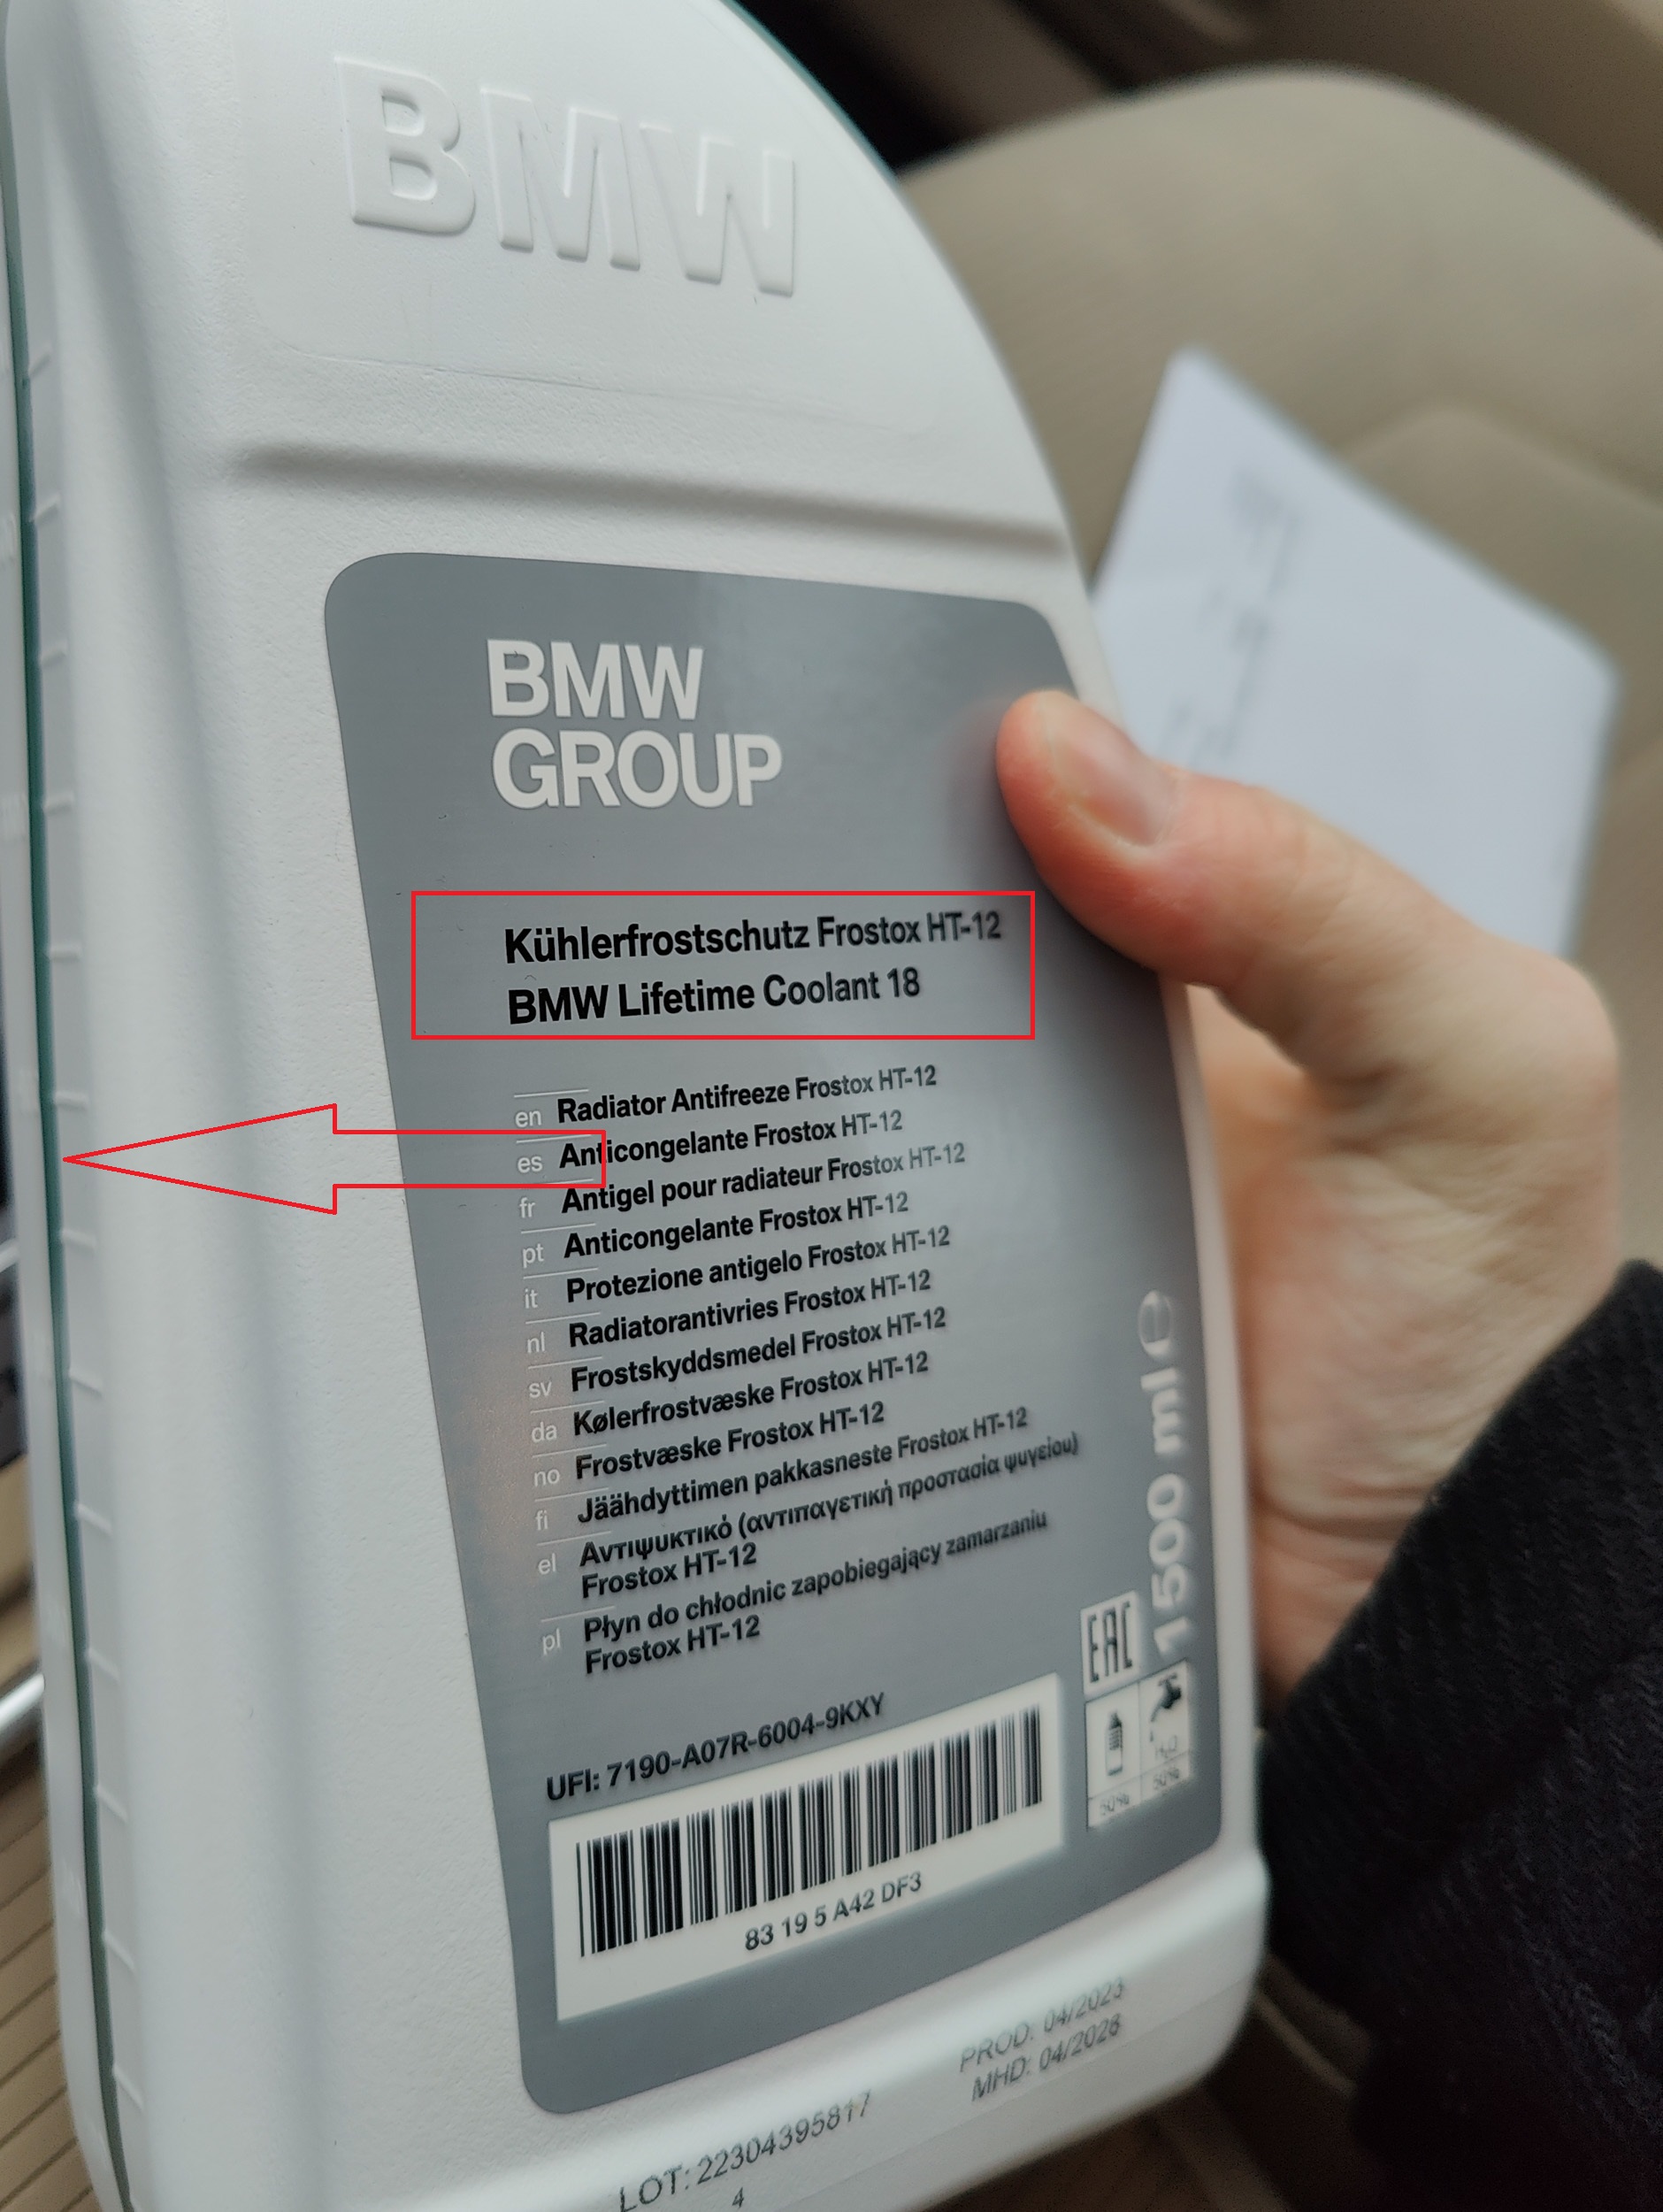 BMW
BMW
GROUP
Kühlerfrostschutz Frostox HT-12
BMW Lifetime Coolant 18
en Radiator Antifreeze Frostox HT-12
es Anticongelante Frostox HT-12
fr Antigel pour radiateur Frostox HT-12
pt Anticongelante Frostox HT-12
it Protezione antigelo Frostox HT-12
nl Radiatorantivries Frostox HT-12
sv Frostskyddsmedel Frostox HT-12
da Kølerfrostvæske Frostox HT-12
no Frostvæske Frostox HT-12
fi Jäähdyttimen pakkasneste Frostox HT-12
el Αντιψυκτικό (αντιπαγετική προστασία ψυγείου)
Frostox HT-12
pl Płyn do chłodnic zapobiegający zamarzaniu
Frostox HT-12
1500 ml e
EAC
H₂O
50% 50%
UFI: 7190-A07R-6004-9KXY
83 19 5 A42 DF3
PROD: 04/2023
MHD: 04/2026
LOT: 22304395817
4